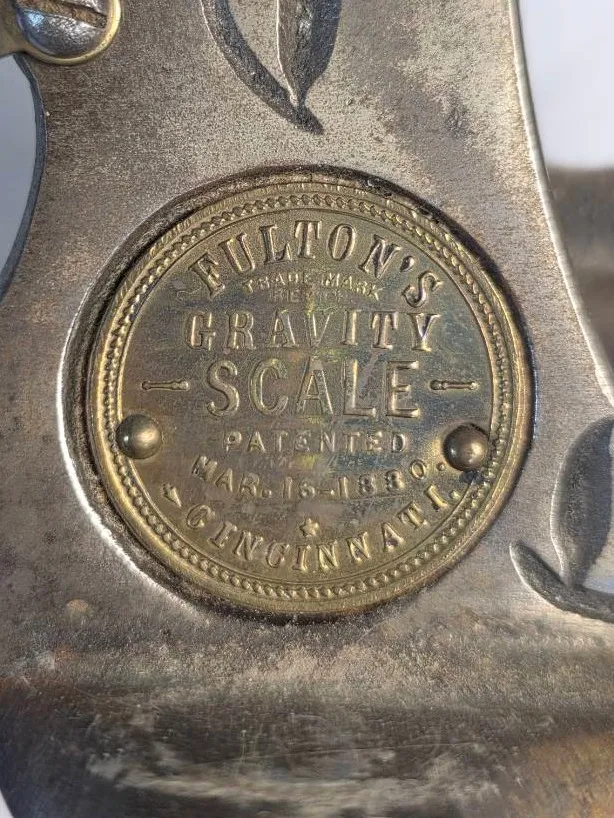 FULTON'S
TRADE MARK
GRAVITY
SCALE
PATENTED
MAR. 16-1880.
CINCINNATI.